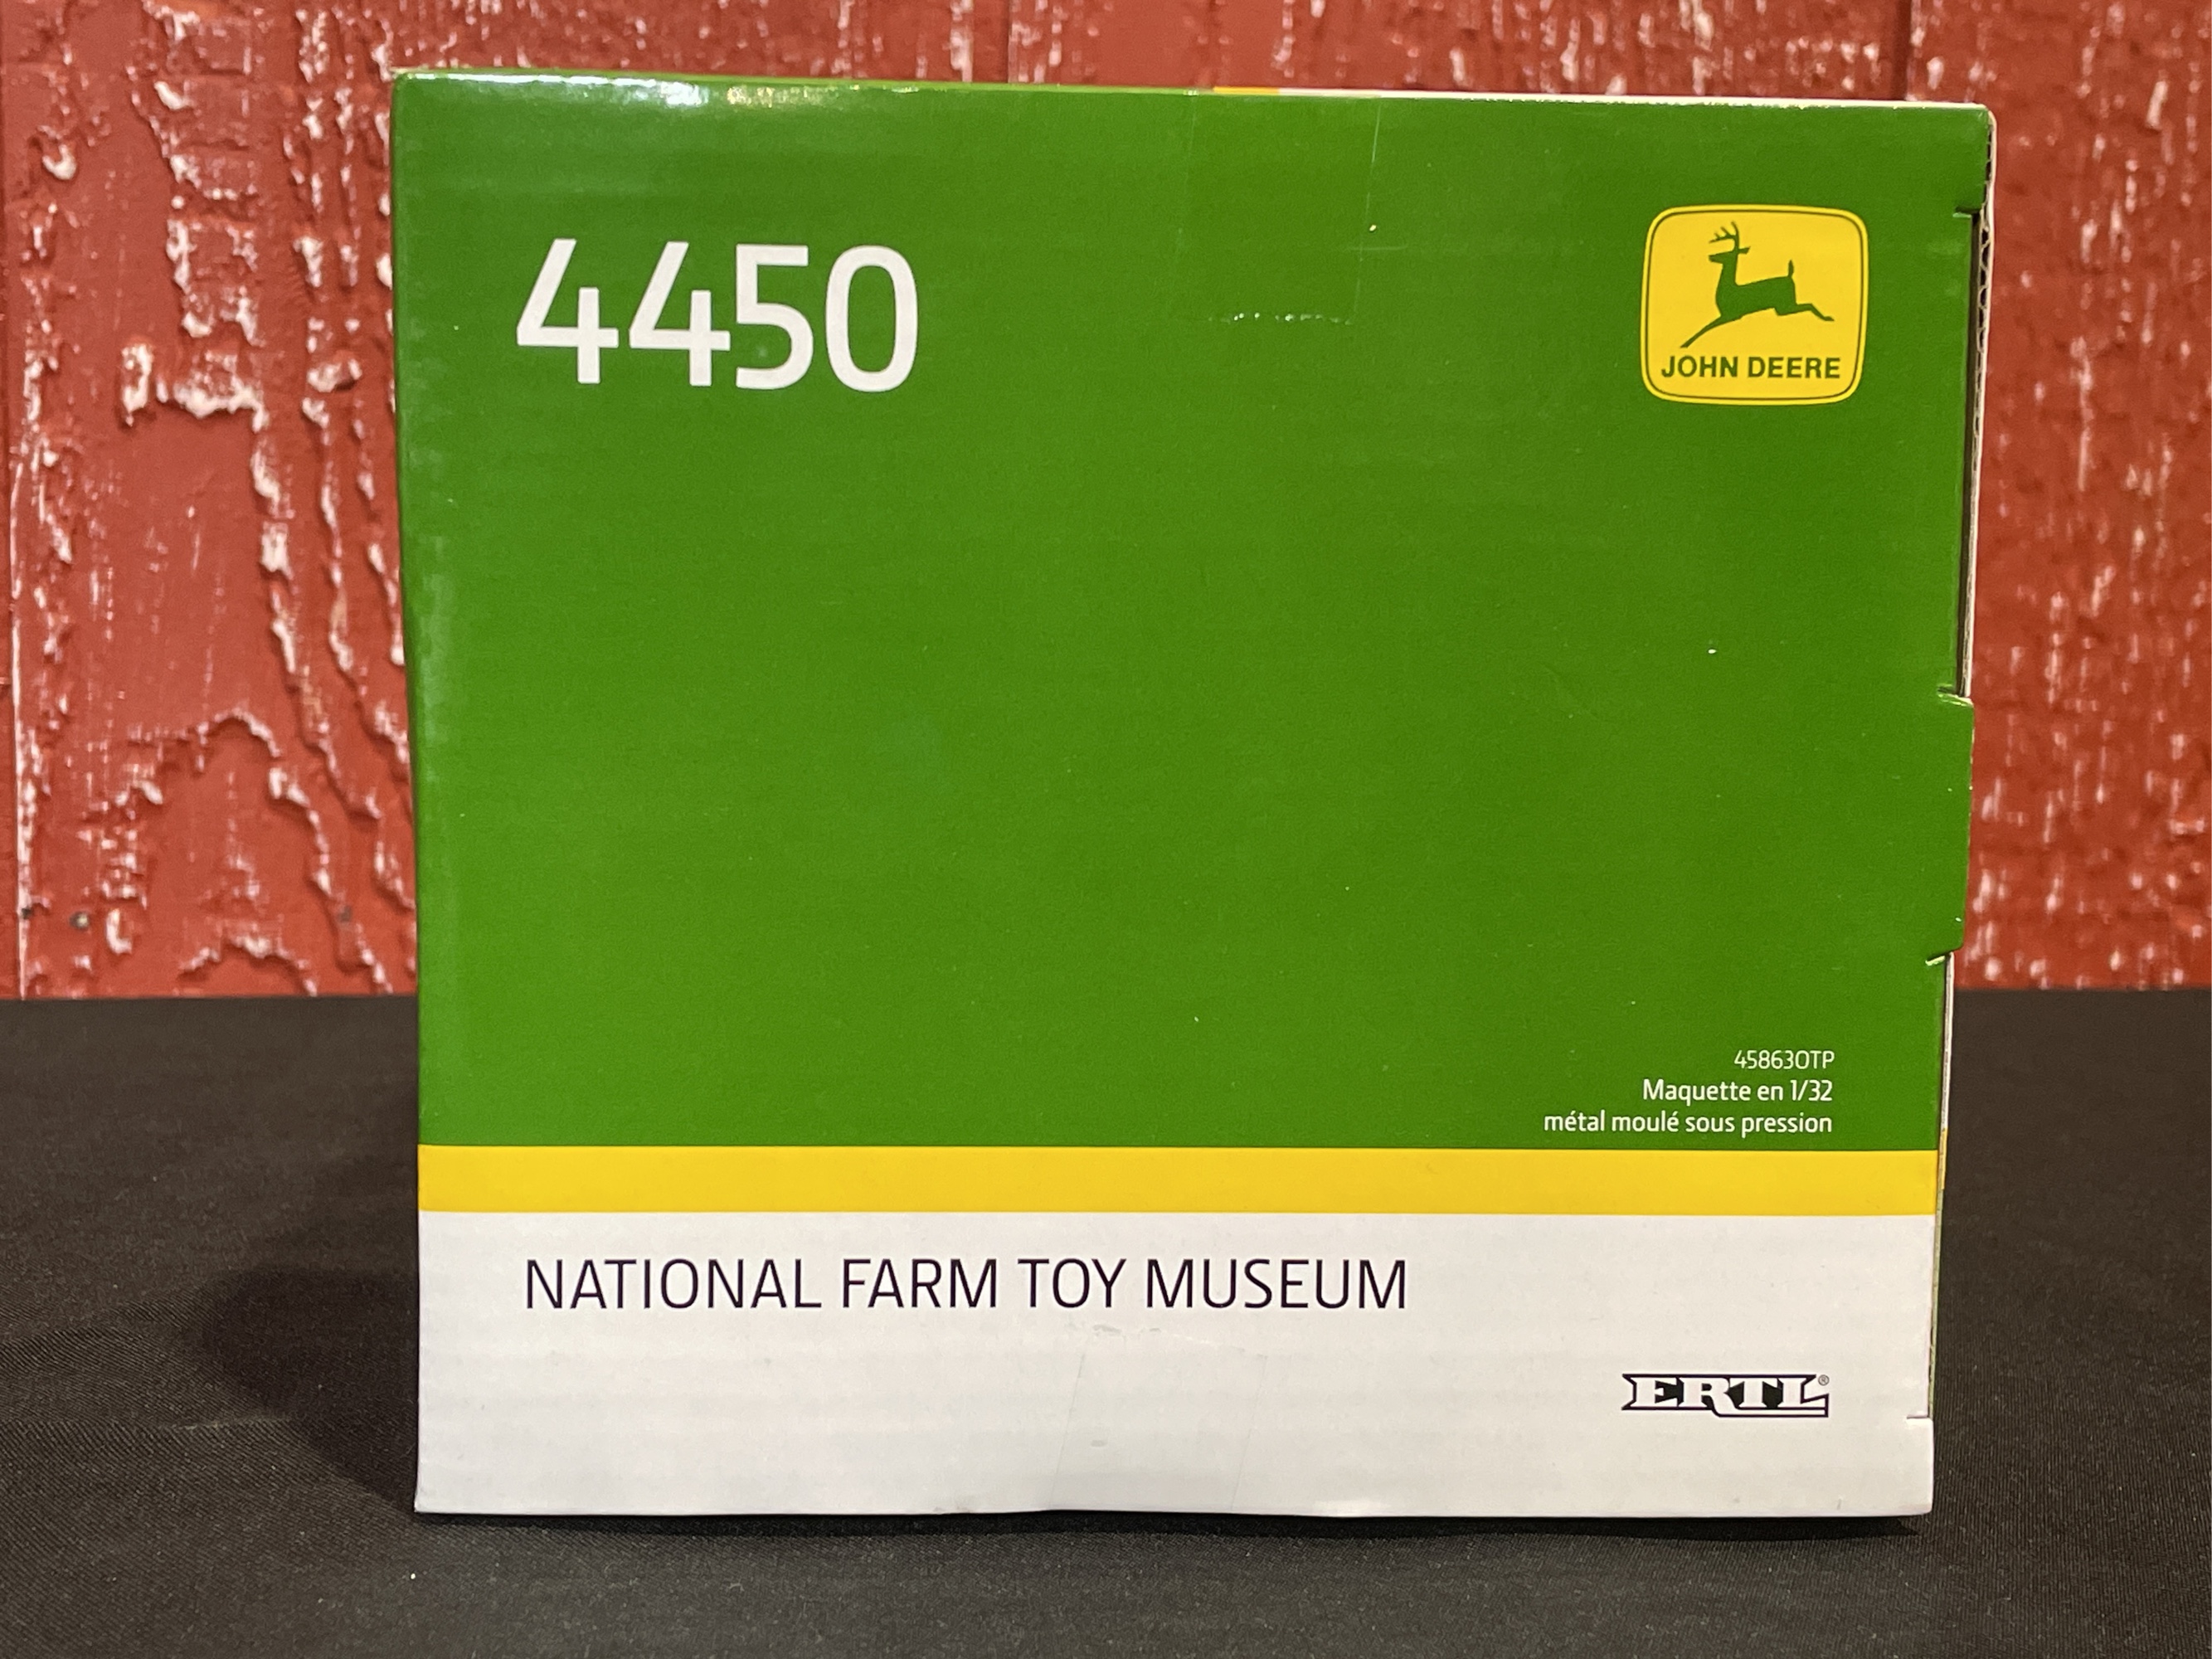 4450
JOHN DEERE
45863OTP
Maquette en 1/32
métal moulé sous pression
NATIONAL FARM TOY MUSEUM
ERTL®